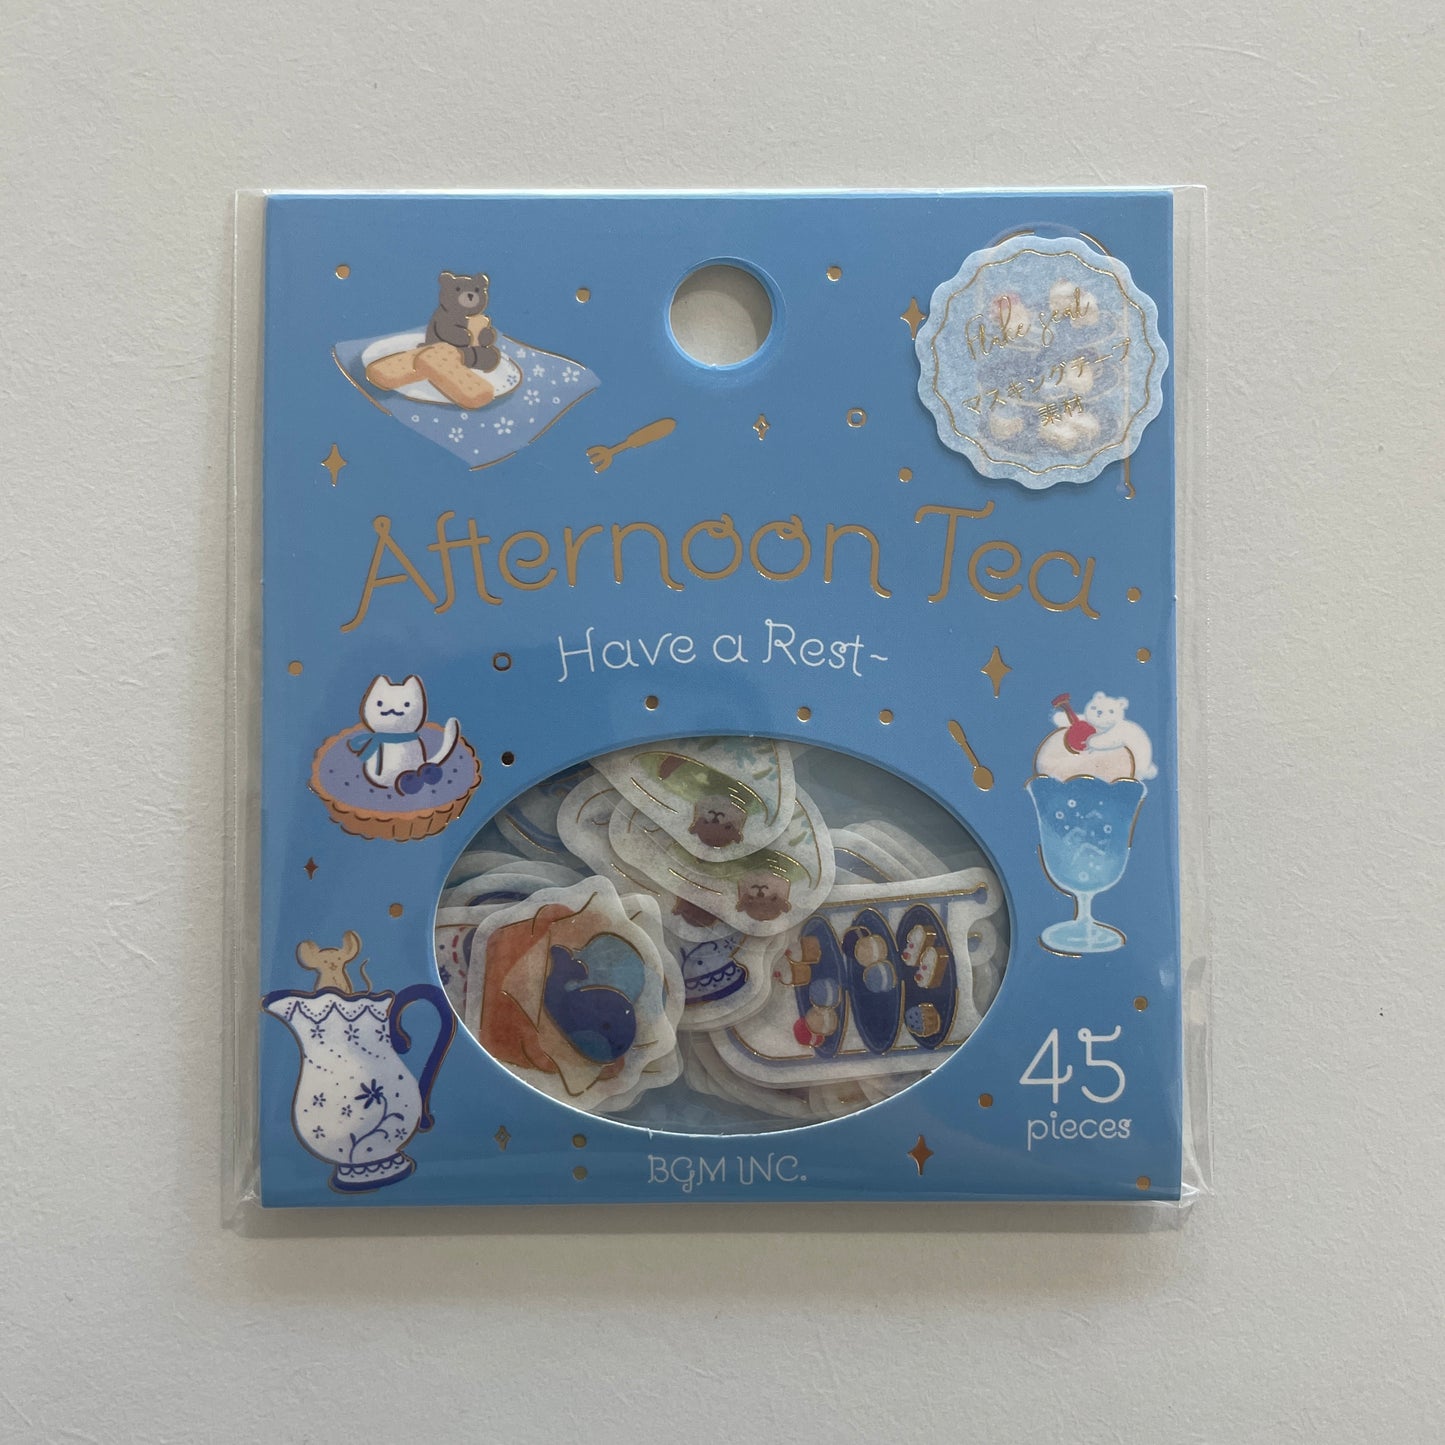 Flake seal
マスキングテープ
素材
Afternoon Tea
Have a Rest~
45
pieces
BGM INC.